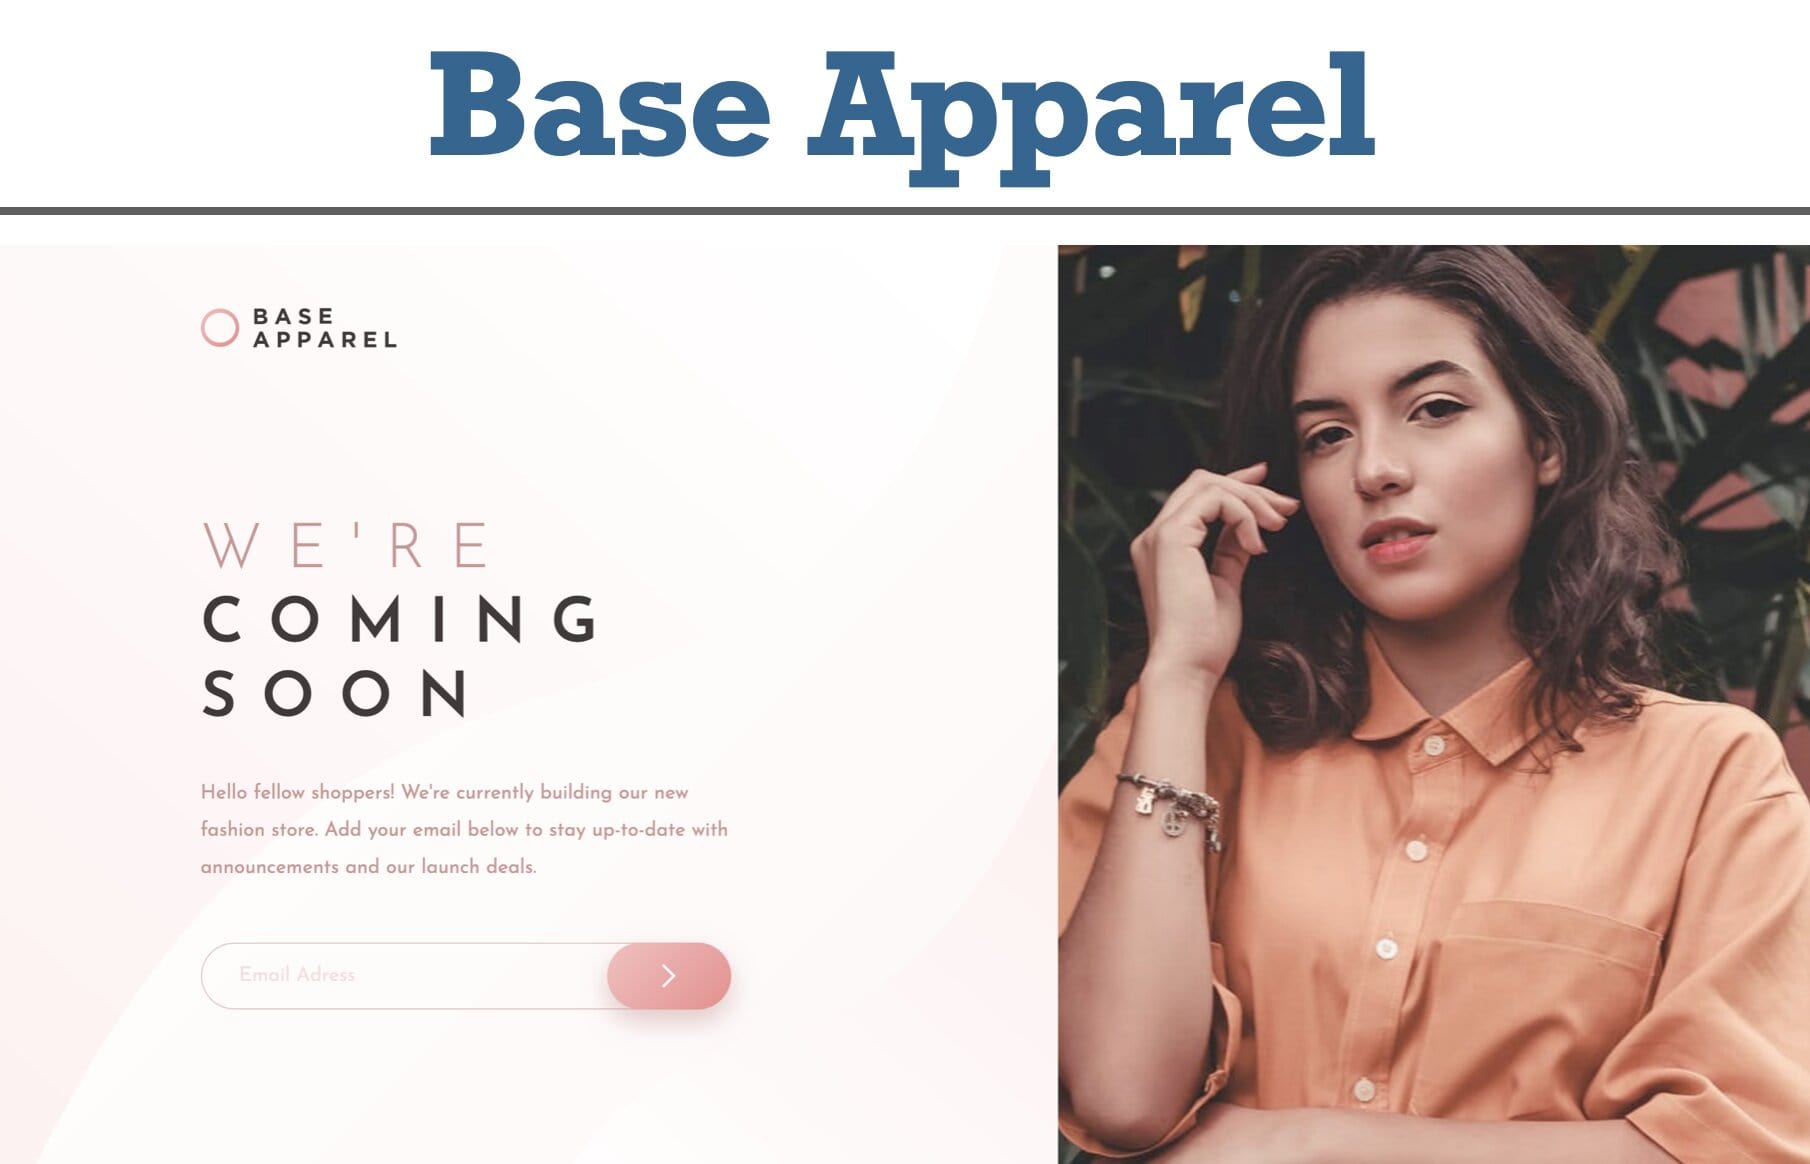 Base Apparel
BASE
APPAREL
WE'RE
COMING
SOON
Hello fellow shoppers! We're currently building our new
fashion store. Add your email below to stay up-to-date with
announcements and our launch deals.
Email Adress